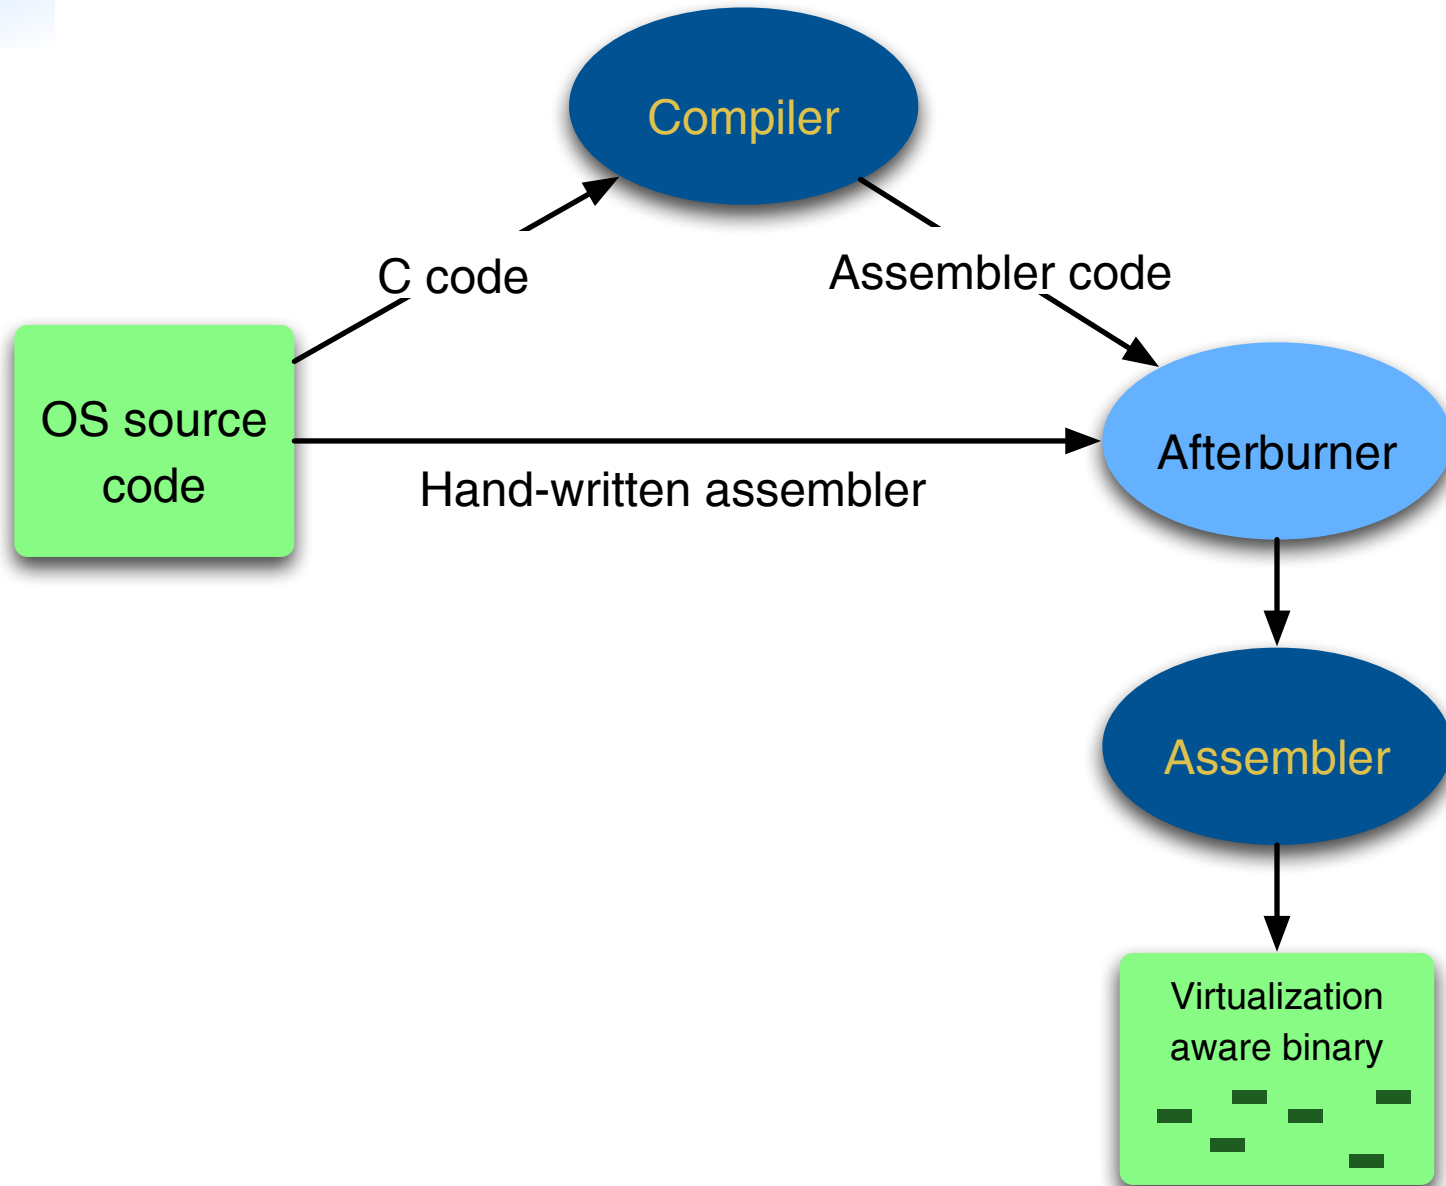 Compiler
C code
Assembler code
OS source
code
Hand-written assembler
Afterburner
Assembler
Virtualization
aware binary